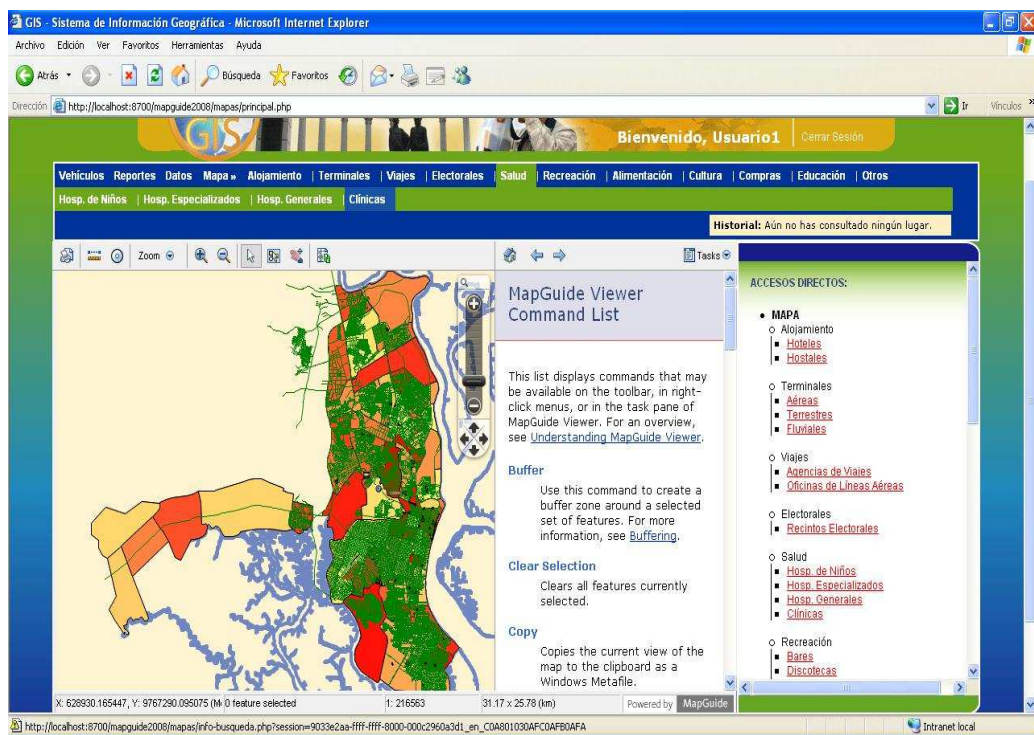 GIS - Sistema de Información Geográfica - Microsoft Internet Explorer
Archivo Edición Ver Favoritos Herramientas Ayuda
Atrás Búsqueda Favoritos
Dirección http://localhost:8700/mapguide2008/mapas/principal.php Ir Vínculos »
GIS Bienvenido, Usuario1 Cerrar Sesión
Vehículos Reportes Datos Mapa » Alojamiento | Terminales | Viajes | Electorales | Salud | Recreación | Alimentación | Cultura | Compras | Educación | Otros
Hosp. de Niños | Hosp. Especializados | Hosp. Generales | Clínicas
Historial: Aún no has consultado ningún lugar.
Zoom Tasks
MapGuide Viewer
Command List
This list displays commands that may
be available on the toolbar, in right-
click menus, or in the task pane of
MapGuide Viewer. For an overview,
see Understanding MapGuide Viewer.
Buffer
Use this command to create a
buffer zone around a selected
set of features. For more
information, see Buffering.
Clear Selection
Clears all features currently
selected.
Copy
Copies the current view of the
map to the clipboard as a
Windows Metafile.
ACCESOS DIRECTOS:
MAPA
Alojamiento
Hoteles
Hostales
Terminales
Aéreas
Terrestres
Fluviales
Viajes
Agencias de Viajes
Oficinas de Líneas Aéreas
Electorales
Recintos Electorales
Salud
Hosp. de Niños
Hosp. Especializados
Hosp. Generales
Clínicas
Recreación
Bares
Discotecas
X: 628930.165447, Y: 9767290.095075 (M 0 feature selected 1: 216563 31.17 x 25.78 (km) Powered by MapGuide
http://localhost:8700/mapguide2008/mapas/info-busqueda.php?session=9033e2aa-ffff-ffff-8000-000c2960a3d1_en_C0A801030AFC0AFB0AFA Intranet local